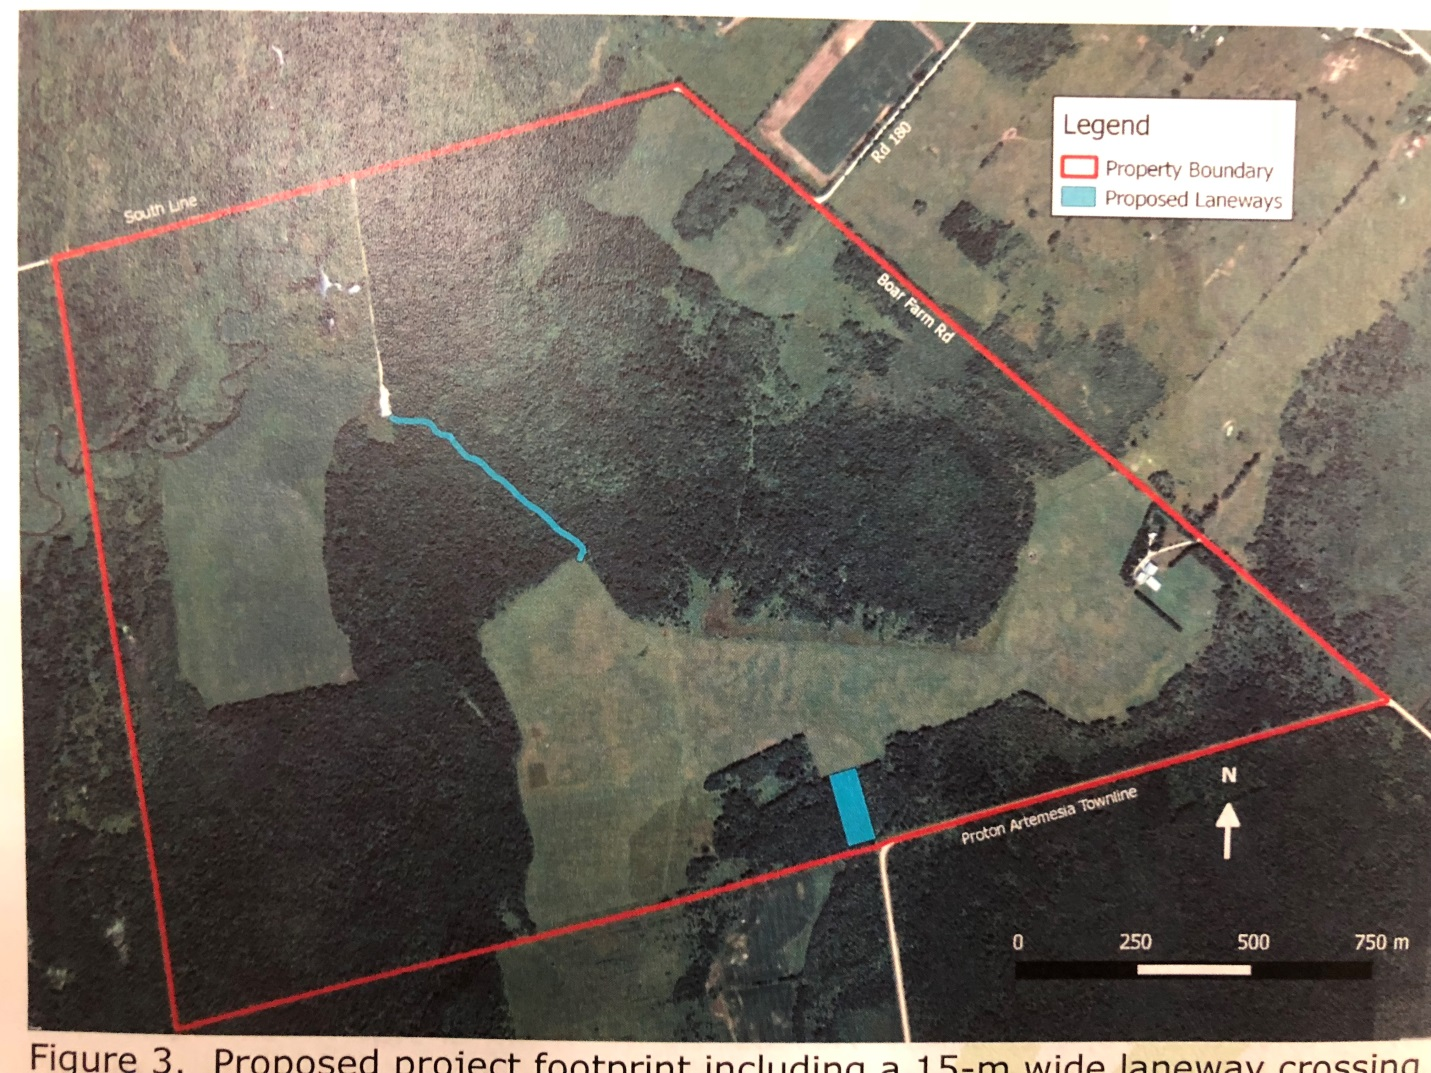 Rd 180
Legend
Property Boundary
Proposed Laneways
South Line
Boar Farm Rd
N
Proton Artemesia Townline
0 250 500 750 m
Figure 3. Proposed project footprint including a 15-m wide laneway crossing